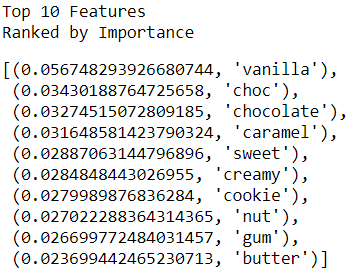 Top 10 Features
Ranked by Importance
[(0.056748293926680744, 'vanilla'),
(0.03430188764725658, 'choc'),
(0.03274515072809185, 'chocolate'),
(0.031648581423790324, 'caramel'),
(0.02887063144796896, 'sweet'),
(0.0284848443026955, 'creamy'),
(0.0279989876836284, 'cookie'),
(0.027022288364314365, 'nut'),
(0.026699772484031457, 'gum'),
(0.023699442465230713, 'butter')]